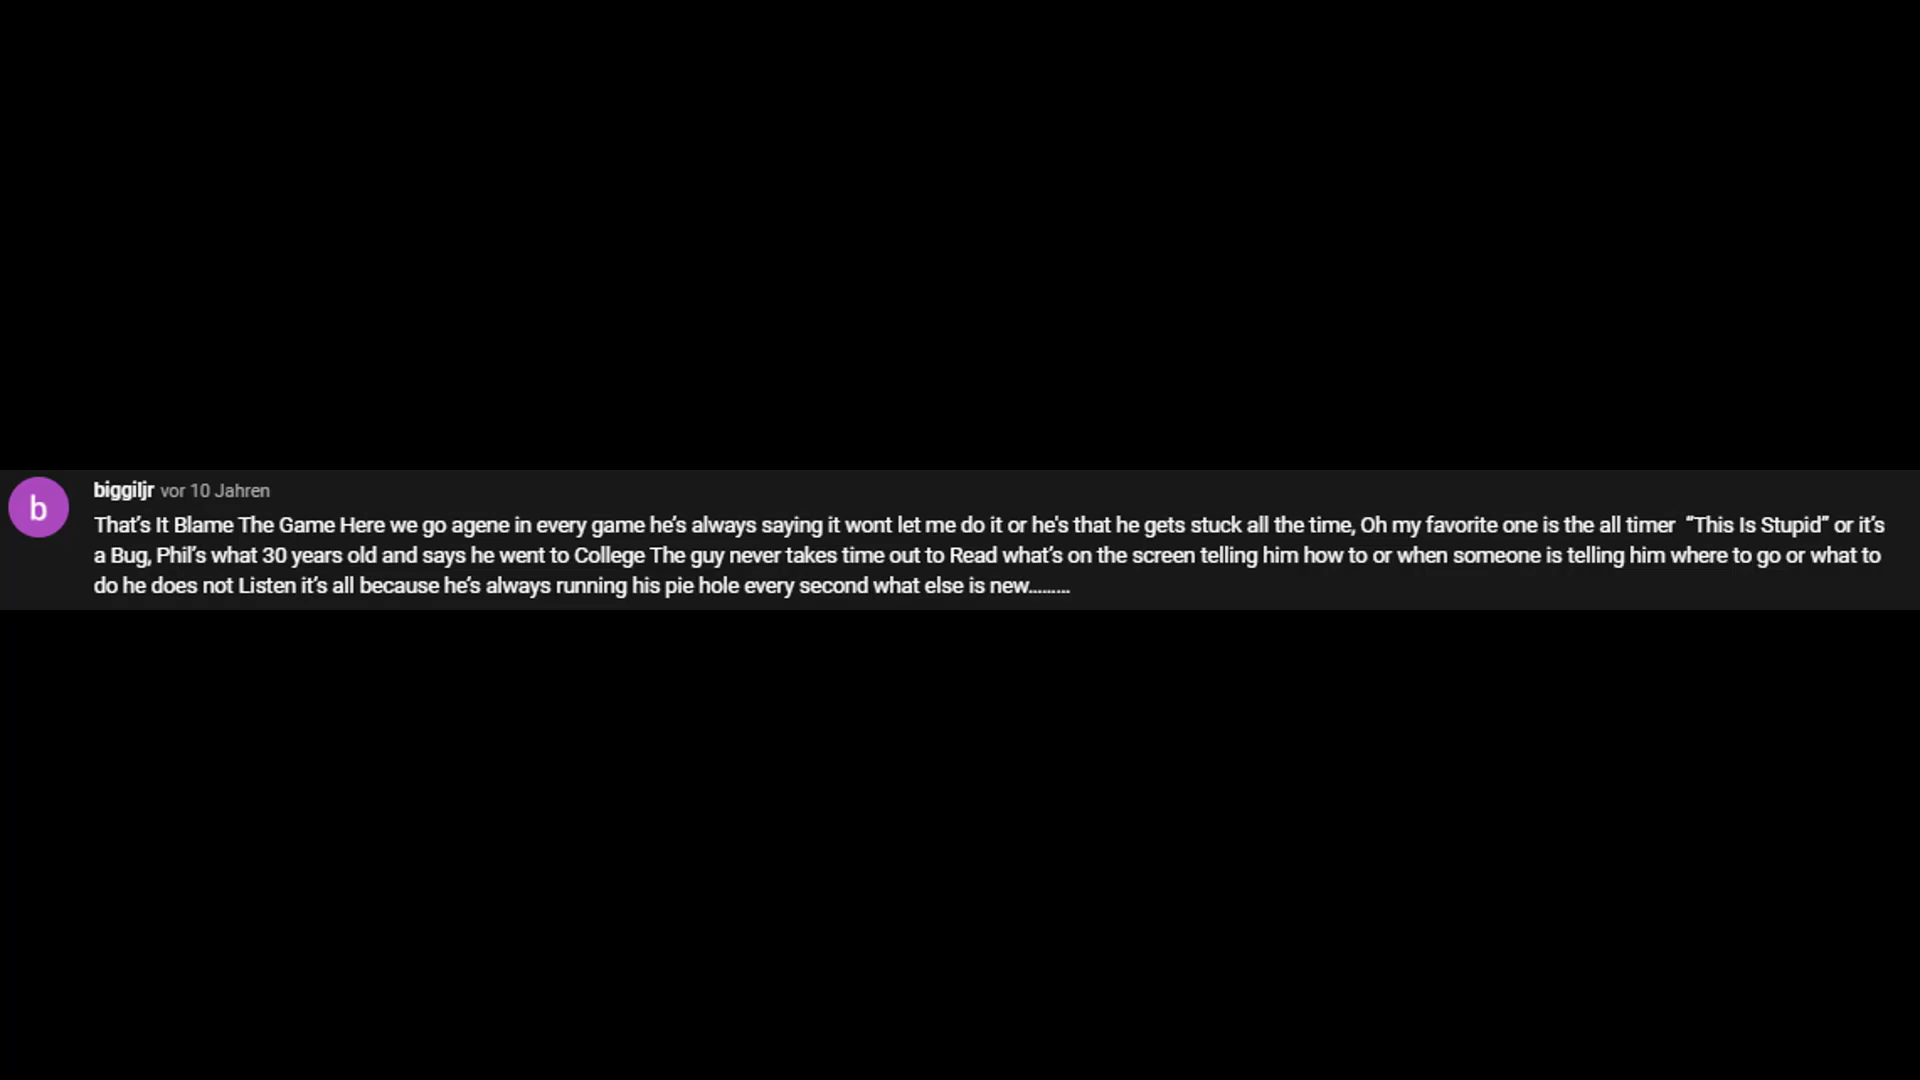 b
biggiljr vor 10 Jahren
That’s It Blame The Game Here we go agene in every game he’s always saying it wont let me do it or he's that he gets stuck all the time, Oh my favorite one is the all timer “This Is Stupid” or it’s
a Bug, Phil’s what 30 years old and says he went to College The guy never takes time out to Read what’s on the screen telling him how to or when someone is telling him where to go or what to
do he does not Listen it’s all because he’s always running his pie hole every second what else is new.........